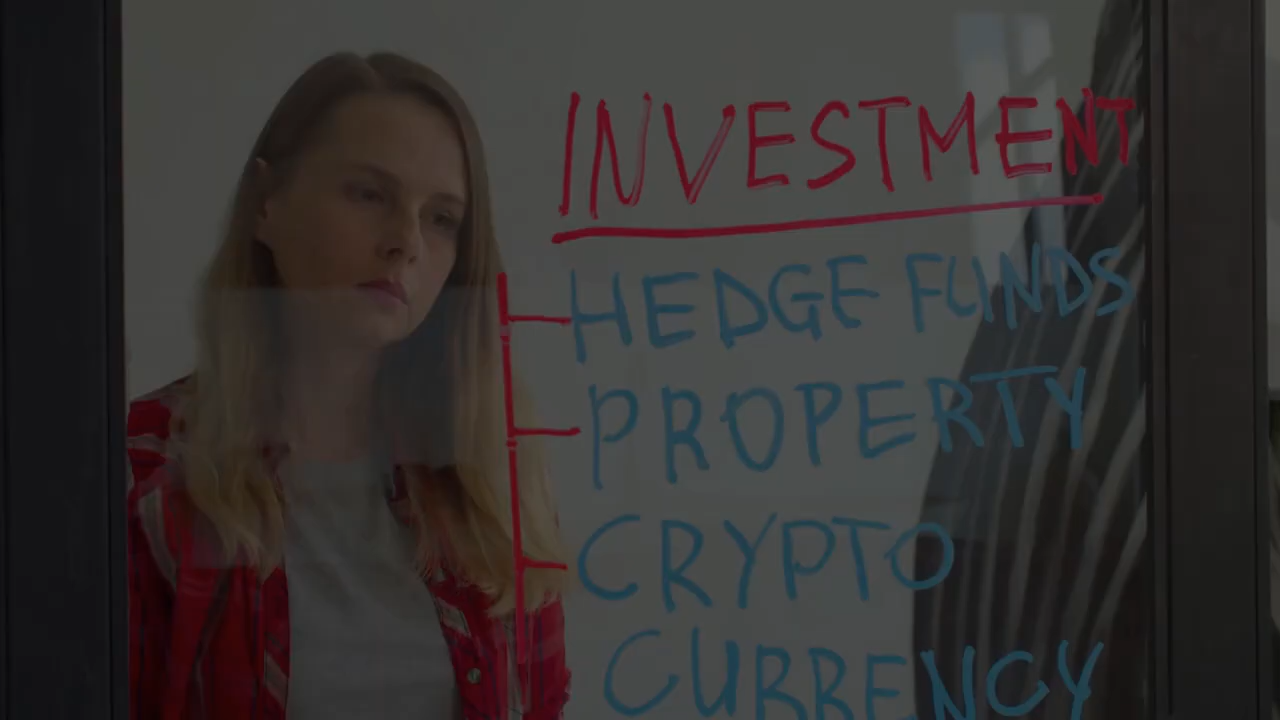 INVESTMENT
HEDGE FUNDS
PROPERTY
CRYPTO
CURRENCY